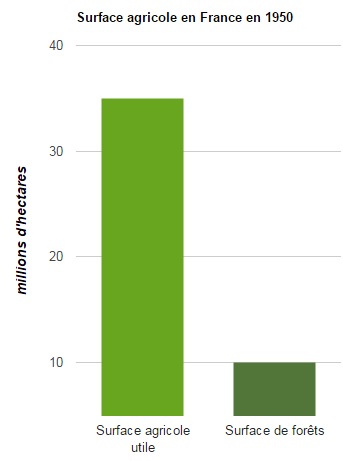 Surface agricole en France en 1950
40
30
20
10
millions d'hectares
Surface agricole
utile
Surface de forêts